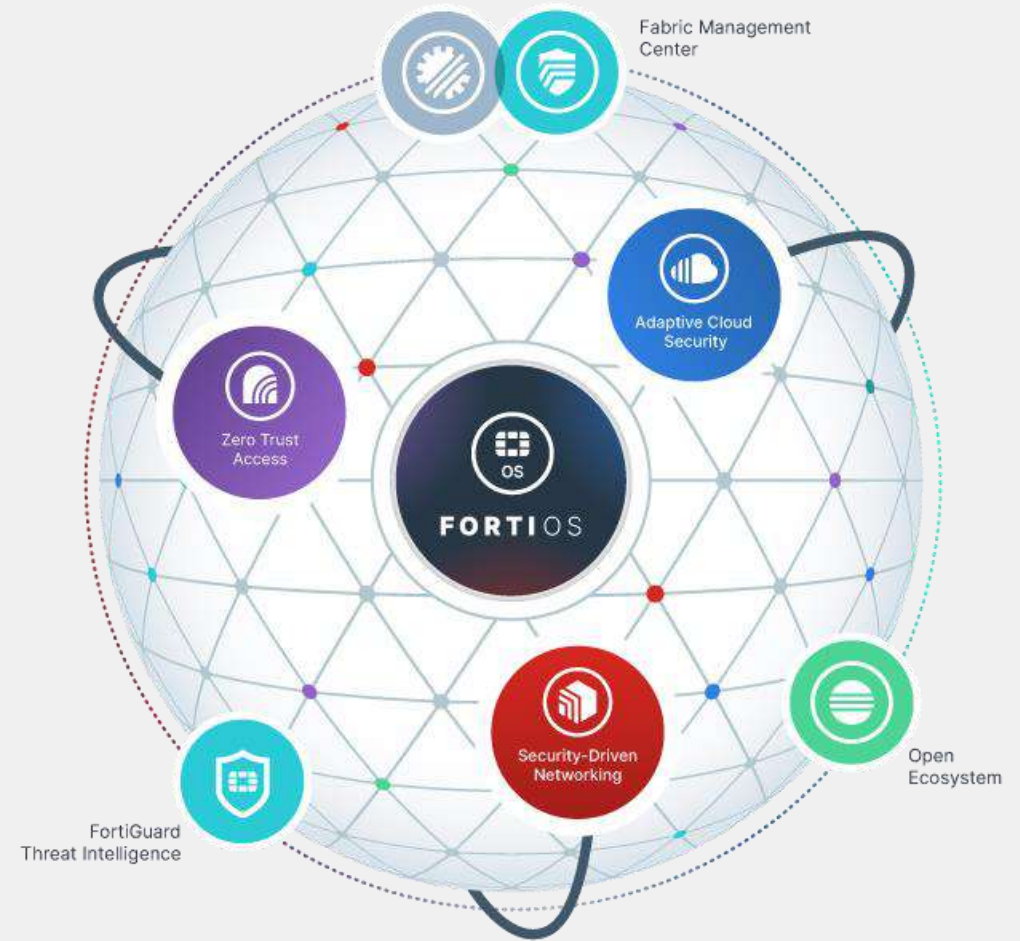 Fabric Management
Center
Adaptive Cloud
Security
Zero Trust
Access
OS
FORTIOS
Security-Driven
Networking
Open
Ecosystem
FortiGuard
Threat Intelligence